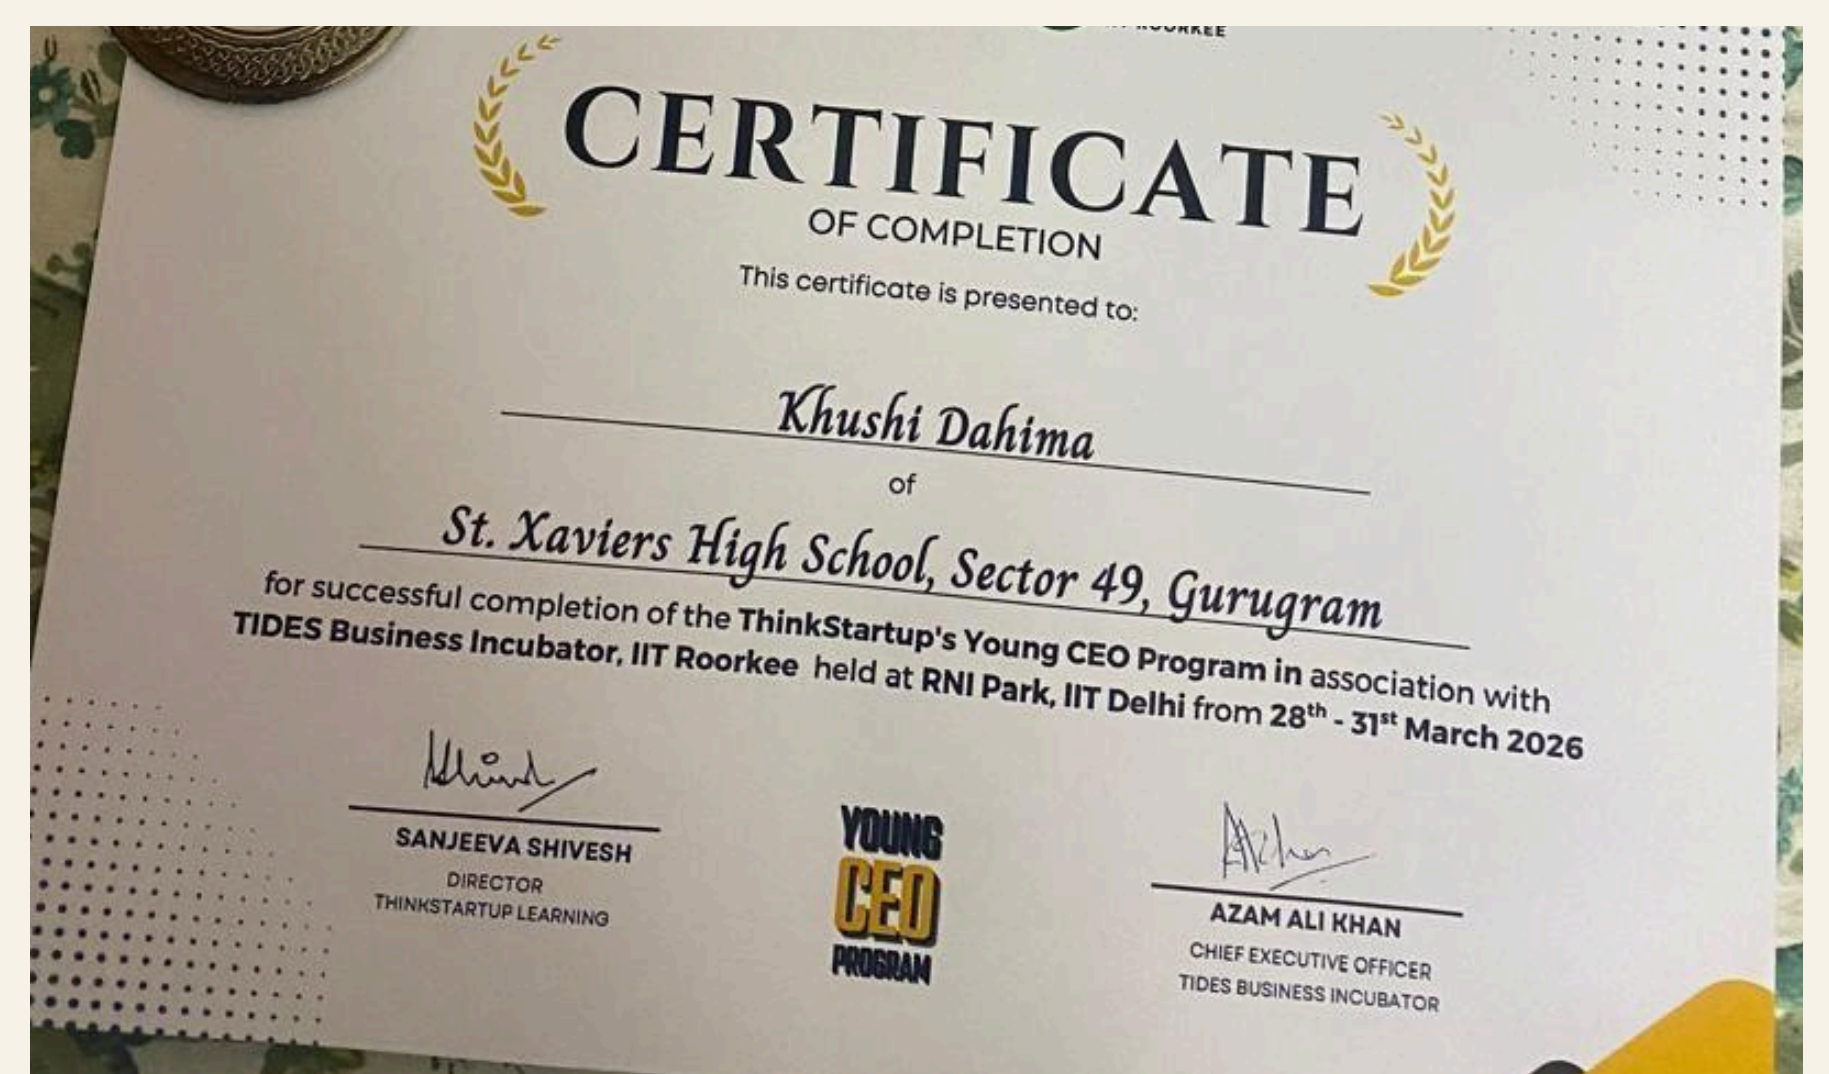 ROORKEE
CERTIFICATE
OF COMPLETION
This certificate is presented to:
Khushi Dahima
of
St. Xaviers High School, Sector 49, Gurugram
for successful completion of the ThinkStartup's Young CEO Program in association with
TIDES Business Incubator, IIT Roorkee held at RNI Park, IIT Delhi from 28th - 31st March 2026
SANJEEVA SHIVESH
DIRECTOR
THINKSTARTUP LEARNING
YOUNG
CEO
PROGRAM
AZAM ALI KHAN
CHIEF EXECUTIVE OFFICER
TIDES BUSINESS INCUBATOR